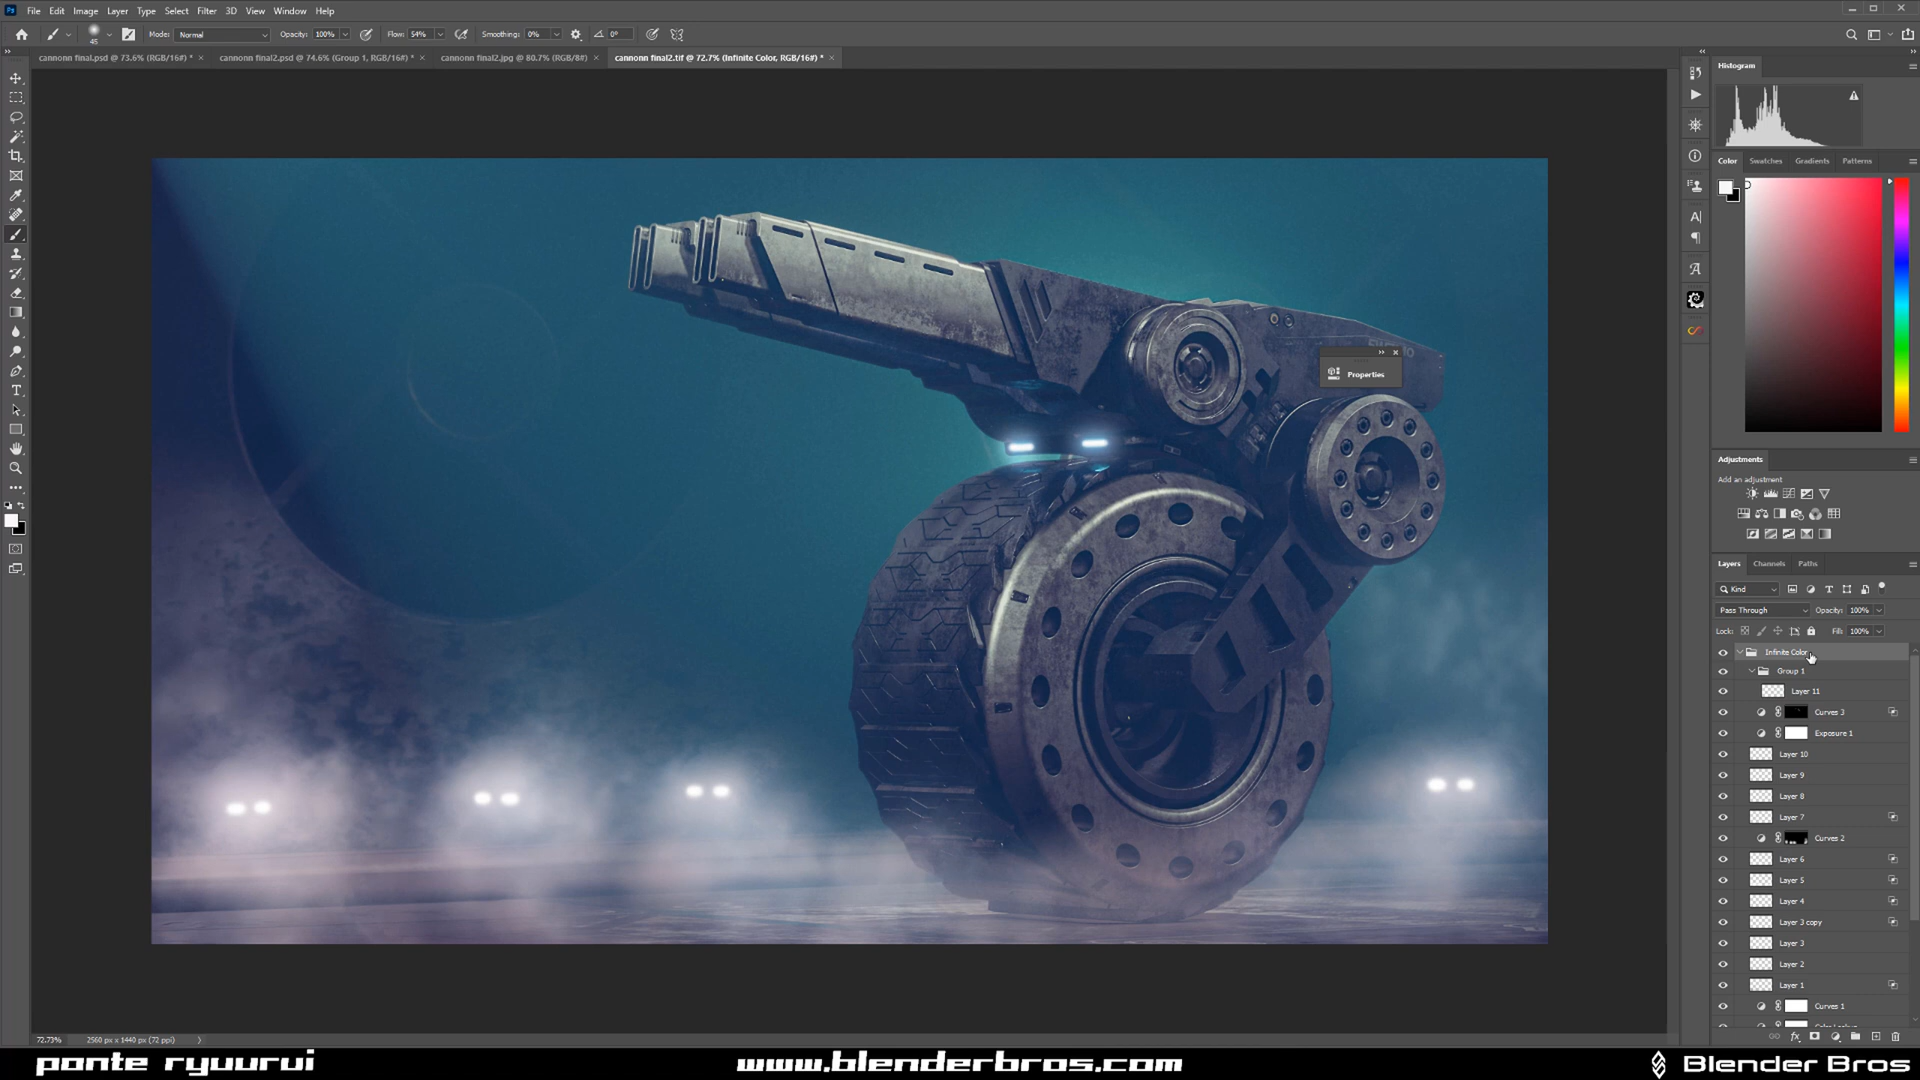 Ps File Edit Image Layer Type Select Filter 3D View Window Help
45 Mode: Normal Opacity: 100% Flow: 54% Smoothing: 0% 0°
cannonn final.psd @ 73.6% (RGB/16#) * × cannonn final2.psd @ 74.6% (Group 1, RGB/16#) * × cannonn final2.jpg @ 80.7% (RGB/8#) × cannonn final2.tif @ 72.7% (Infinite Color, RGB/16#) * ×
Histogram
Color Swatches Gradients Patterns
Properties
Adjustments
Add an adjustment
Layers Channels Paths
Kind
Pass Through Opacity: 100%
Lock: Fill: 100%
Infinite Color
Group 1
Layer 11
Curves 3
Exposure 1
Layer 10
Layer 9
Layer 8
Layer 7
Curves 2
Layer 6
Layer 5
Layer 4
Layer 3 copy
Layer 3
Layer 2
Layer 1
Curves 1
Color Lookup
72.73% 2560 px x 1440 px (72 ppi)
ponte ryuurui www.blenderbros.com Blender Bros